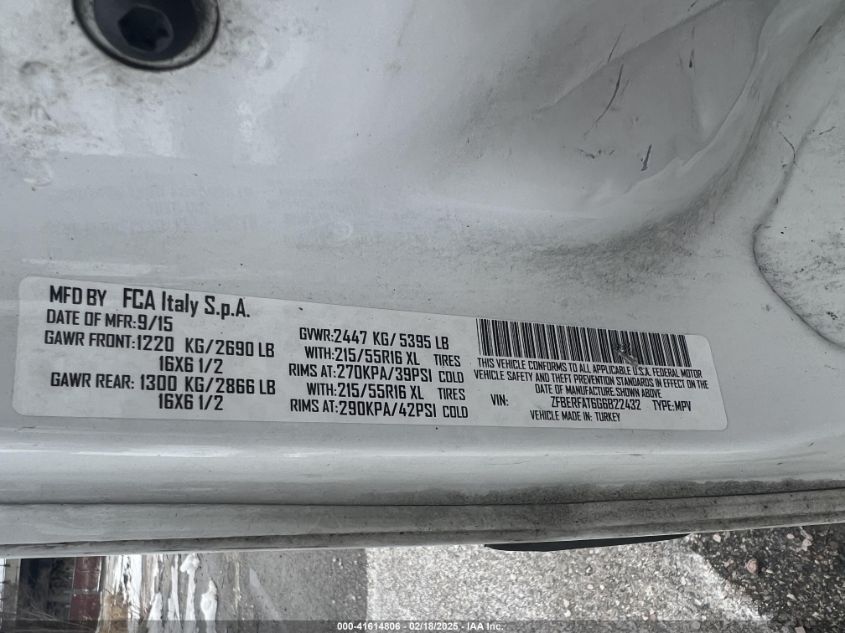 MFD BY FCA Italy S.p.A.
DATE OF MFR:9/15
GAWR FRONT:1220 KG/2690 LB
16X6 1/2
GAWR REAR: 1300 KG/2866 LB
16X6 1/2
GVWR:2447 KG/5395 LB
WITH:215/55R16 XL TIRES
RIMS AT:270KPA/39PSI COLD
WITH:215/55R16 XL TIRES
RIMS AT:290KPA/42PSI COLD
THIS VEHICLE CONFORMS TO ALL APPLICABLE U.S.A. FEDERAL MOTOR
VEHICLE SAFETY AND THEFT PREVENTION STANDARDS IN EFFECT ON THE
DATE OF MANUFACTURE SHOWN ABOVE
VIN: ZFBERFAT6G6B22432 TYPE:MPV
VEHICLE MADE IN: TURKEY
000-41614806 - 02/18/2025 - IAA Inc.